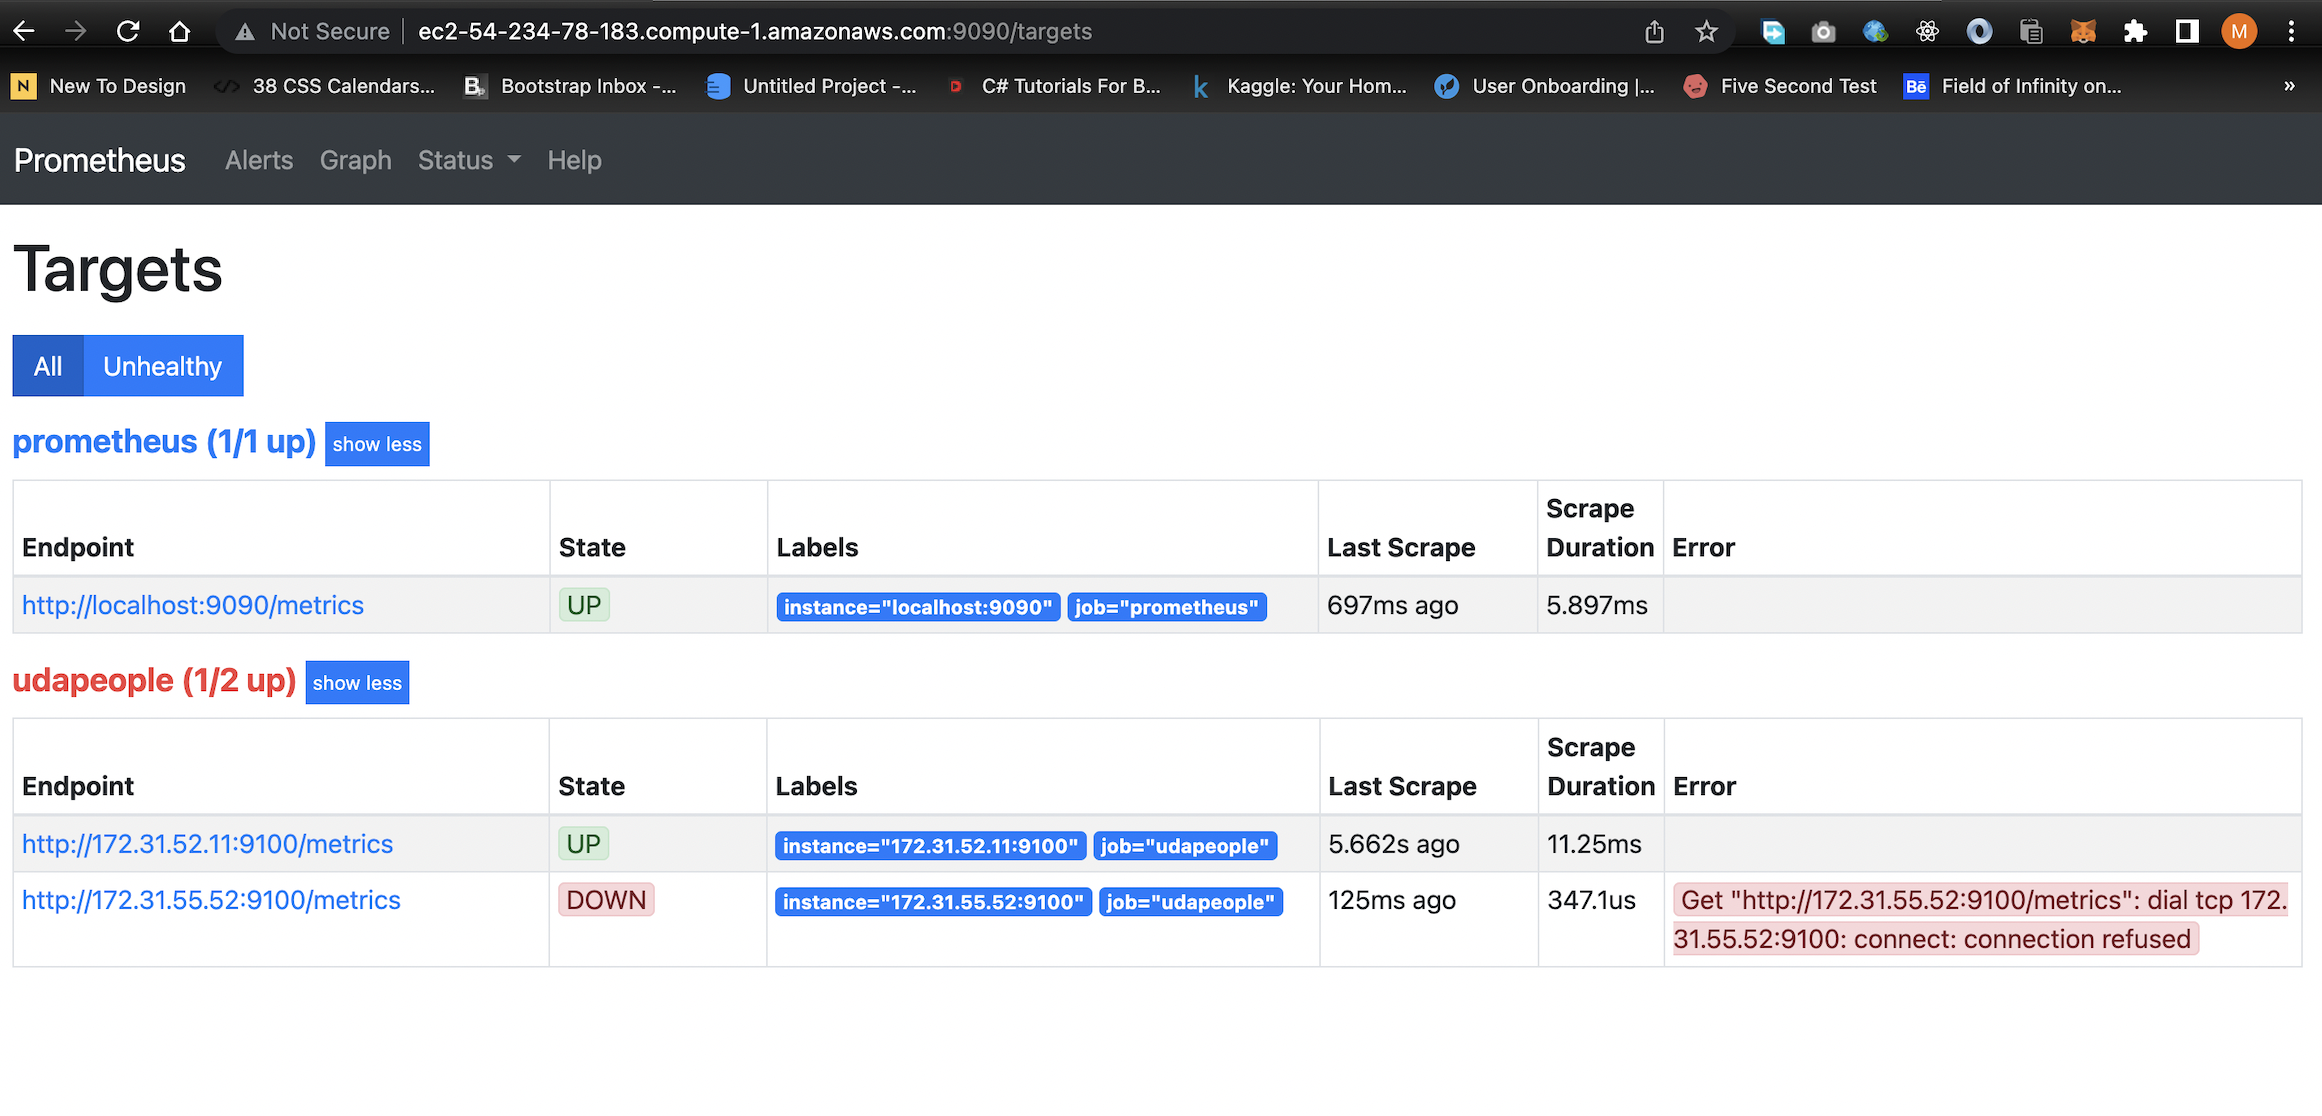 Not Secure ec2-54-234-78-183.compute-1.amazonaws.com:9090/targets M
N New To Design 38 CSS Calendars... B Bootstrap Inbox -... Untitled Project -... D C# Tutorials For B... k Kaggle: Your Hom... User Onboarding |... Five Second Test Bē Field of Infinity on... »
Prometheus Alerts Graph Status Help
Targets
All Unhealthy
prometheus (1/1 up) show less
Endpoint State Labels Last Scrape Scrape Duration Error
http://localhost:9090/metrics UP instance="localhost:9090" job="prometheus" 697ms ago 5.897ms
udapeople (1/2 up) show less
Endpoint State Labels Last Scrape Scrape Duration Error
http://172.31.52.11:9100/metrics UP instance="172.31.52.11:9100" job="udapeople" 5.662s ago 11.25ms
http://172.31.55.52:9100/metrics DOWN instance="172.31.55.52:9100" job="udapeople" 125ms ago 347.1us Get "http://172.31.55.52:9100/metrics": dial tcp 172.
31.55.52:9100: connect: connection refused